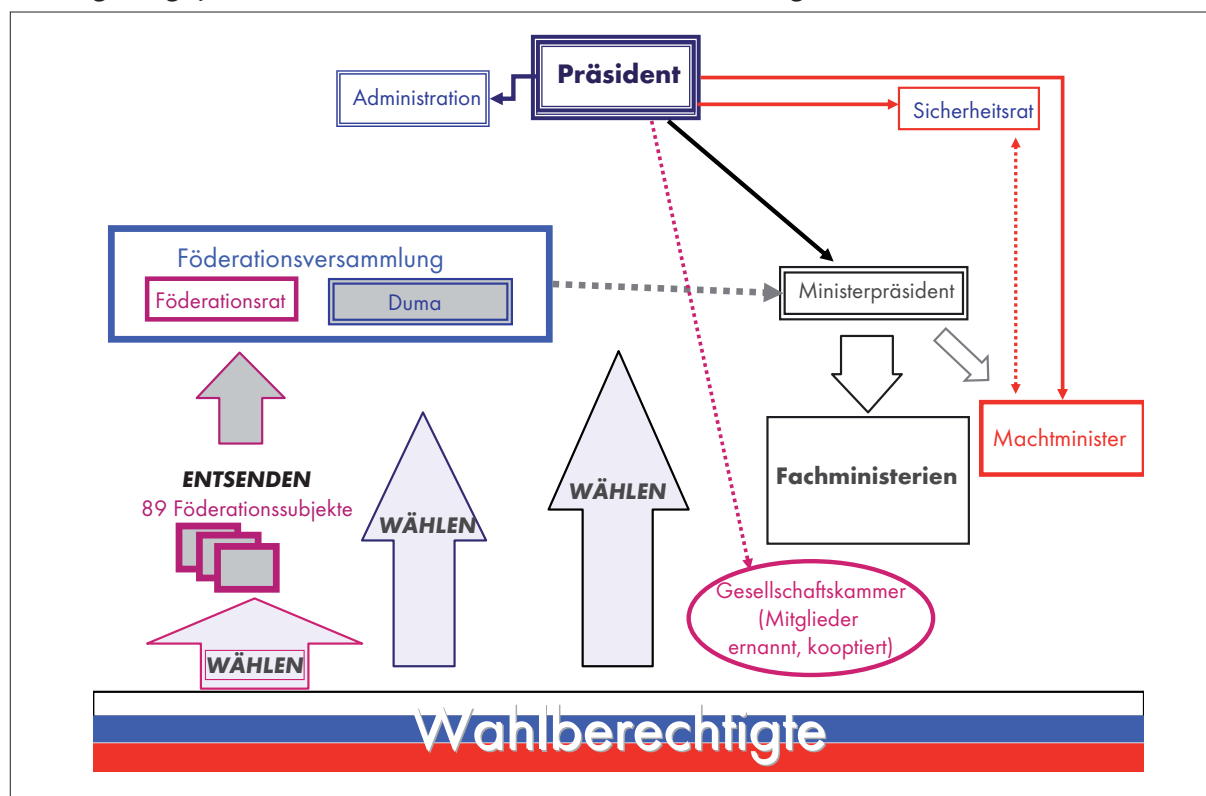 Präsident
Administration
Sicherheitsrat
Föderationsversammlung
Föderationsrat
Duma
Ministerpräsident
Machtminister
Fachministerien
ENTSENDEN
89 Föderationssubjekte
WÄHLEN
WÄHLEN
WÄHLEN
Gesellschaftskammer
(Mitglieder
ernannt, kooptiert)
Wahlberechtigte